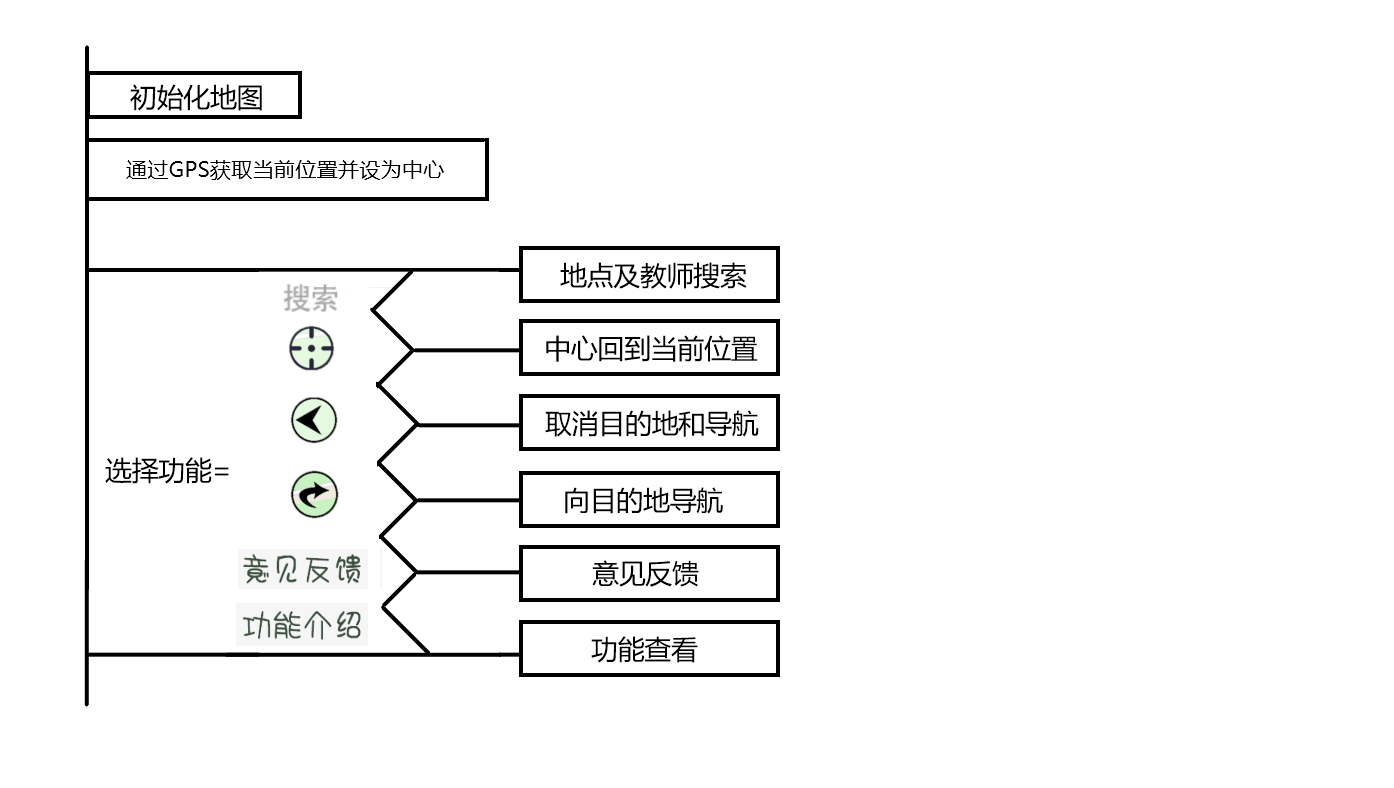 初始化地图
通过GPS获取当前位置并设为中心
选择功能=
搜索
意见反馈
功能介绍
地点及教师搜索
中心回到当前位置
取消目的地和导航
向目的地导航
意见反馈
功能查看